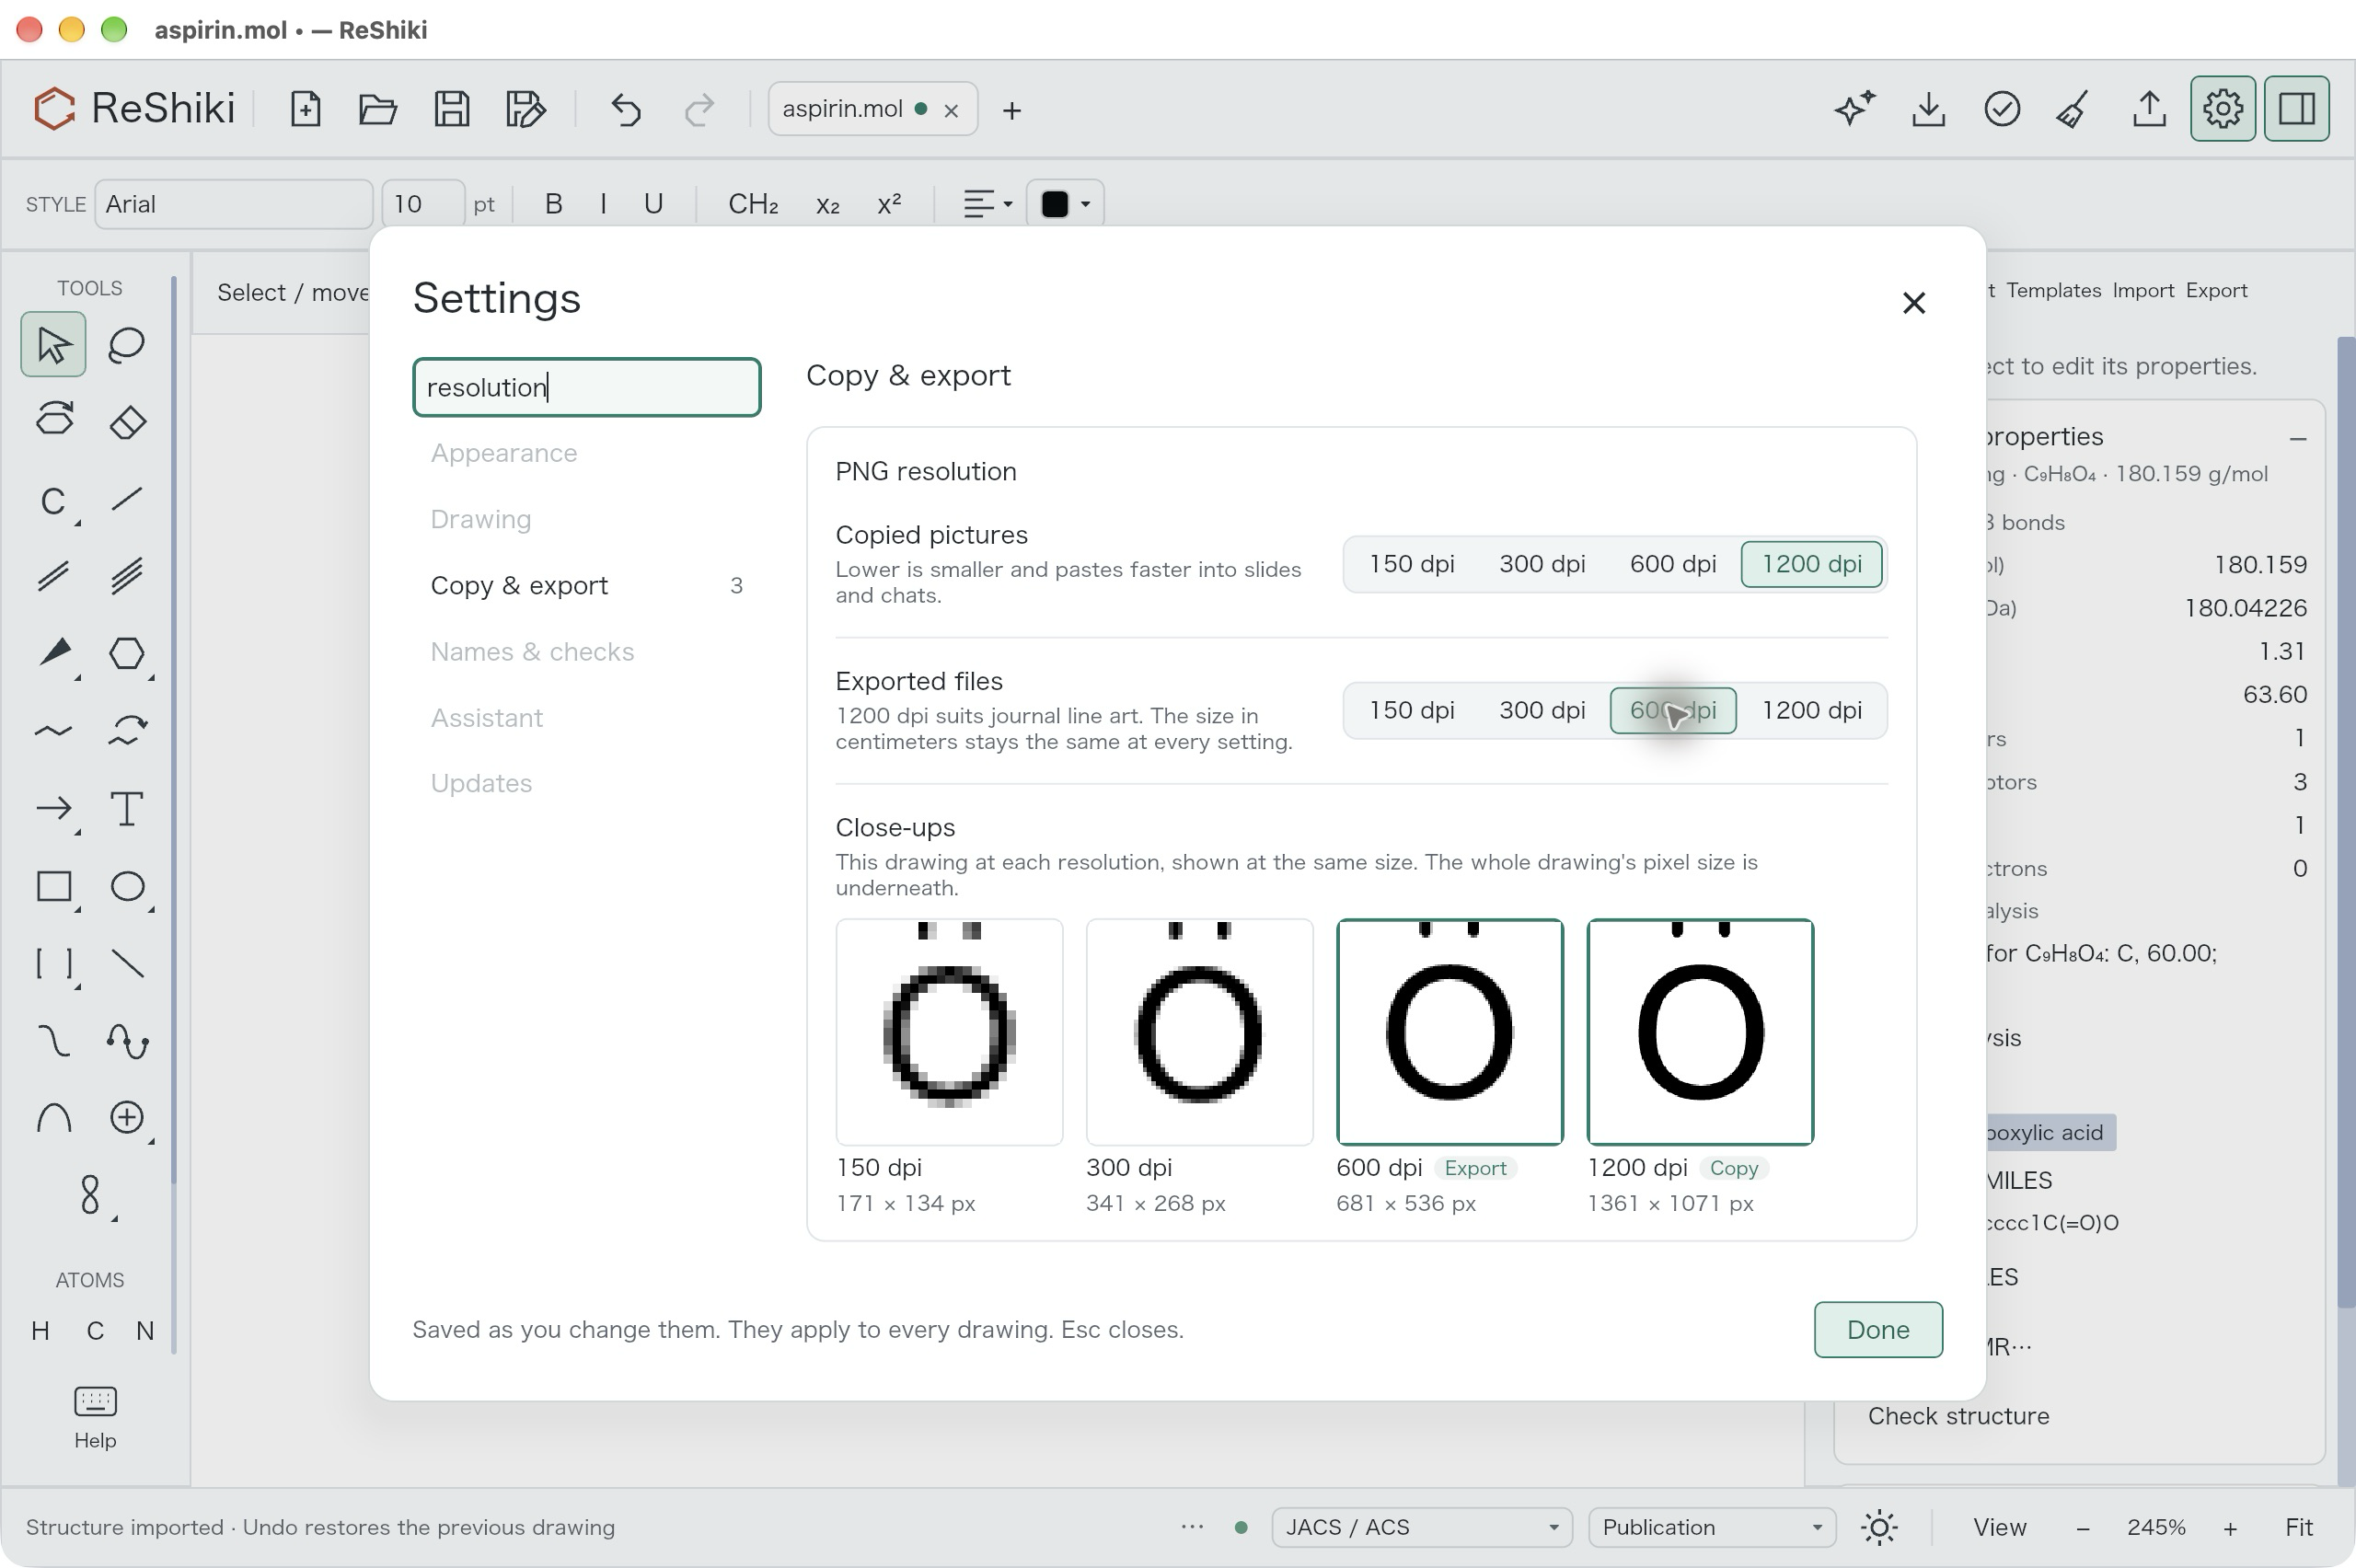 aspirin.mol • — ReShiki
ReShiki
aspirin.mol
STYLE Arial 10 pt B I U CH₂ x₂ x²
TOOLS
Select / move
Templates Import Export
Settings
resolution
Appearance
Drawing
Copy & export 3
Names & checks
Assistant
Updates
Copy & export
PNG resolution
Copied pictures
Lower is smaller and pastes faster into slides
and chats.
150 dpi 300 dpi 600 dpi 1200 dpi
Exported files
1200 dpi suits journal line art. The size in
centimeters stays the same at every setting.
150 dpi 300 dpi 600 dpi 1200 dpi
Close-ups
This drawing at each resolution, shown at the same size. The whole drawing's pixel size is
underneath.
O O O O
150 dpi
171 × 134 px
300 dpi
341 × 268 px
600 dpi Export
681 × 536 px
1200 dpi Copy
1361 × 1071 px
Saved as you change them. They apply to every drawing. Esc closes.
Done
to edit its properties.
properties
· C₉H₈O₄ · 180.159 g/mol
bonds
180.159
180.04226
1.31
63.60
1
3
1
0
for C₉H₈O₄: C, 60.00;
acid
cccc1C(=O)O
Check structure
C
T
ATOMS
H C N
Help
Structure imported · Undo restores the previous drawing
JACS / ACS
Publication
View − 245% + Fit